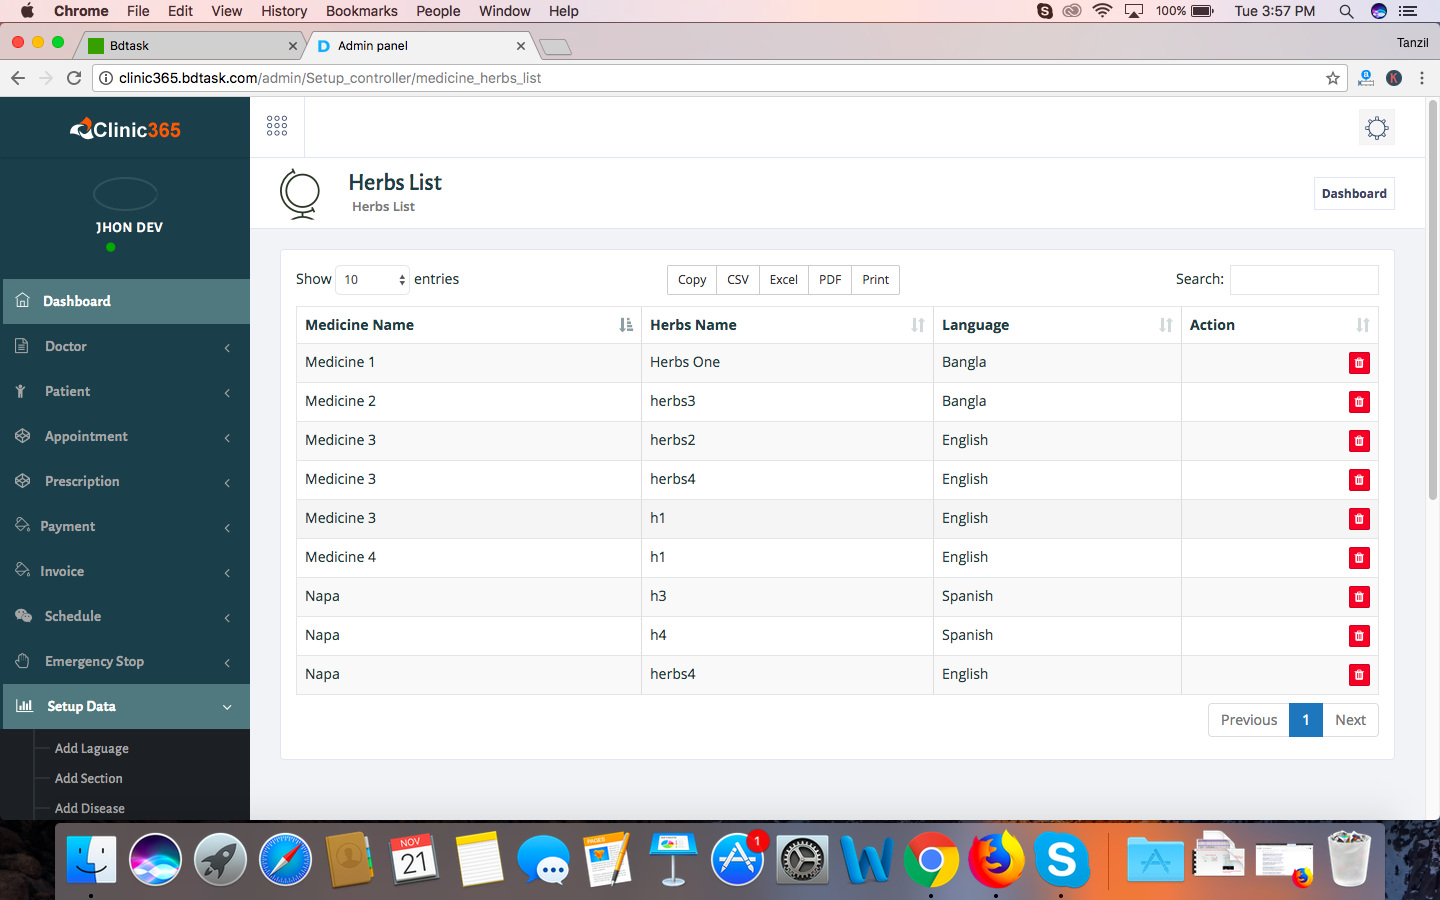 Chrome File Edit View History Bookmarks People Window Help 100% Tue 3:57 PM
Bdtask Admin panel Tanzil
clinic365.bdtask.com/admin/Setup_controller/medicine_herbs_list
Clinic365
JHON DEV
Dashboard
Doctor
Patient
Appointment
Prescription
Payment
Invoice
Schedule
Emergency Stop
Setup Data
Add Laguage
Add Section
Add Disease
Herbs List
Herbs List
Dashboard
Show 10 entries Copy CSV Excel PDF Print Search:
Medicine Name Herbs Name Language Action
Medicine 1 Herbs One Bangla
Medicine 2 herbs3 Bangla
Medicine 3 herbs2 English
Medicine 3 herbs4 English
Medicine 3 h1 English
Medicine 4 h1 English
Napa h3 Spanish
Napa h4 Spanish
Napa herbs4 English
Previous 1 Next
NOV
21
PAGES
1